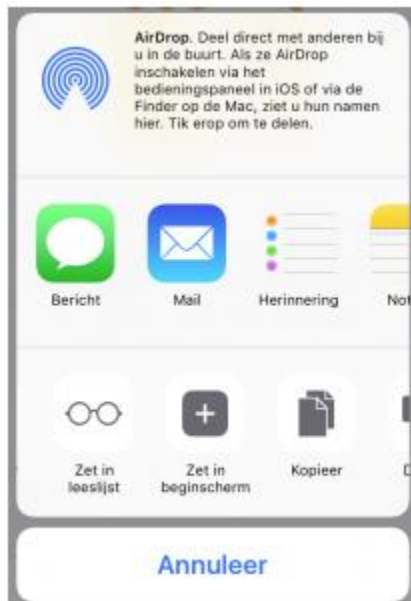 AirDrop. Deel direct met anderen bij
u in de buurt. Als ze AirDrop
inschakelen via het
bedieningspaneel in iOS of via de
Finder op de Mac, ziet u hun namen
hier. Tik erop om te delen.
Bericht
Mail
Herinnering
Not
Zet in
leeslijst
Zet in
beginscherm
Kopieer
Annuleer